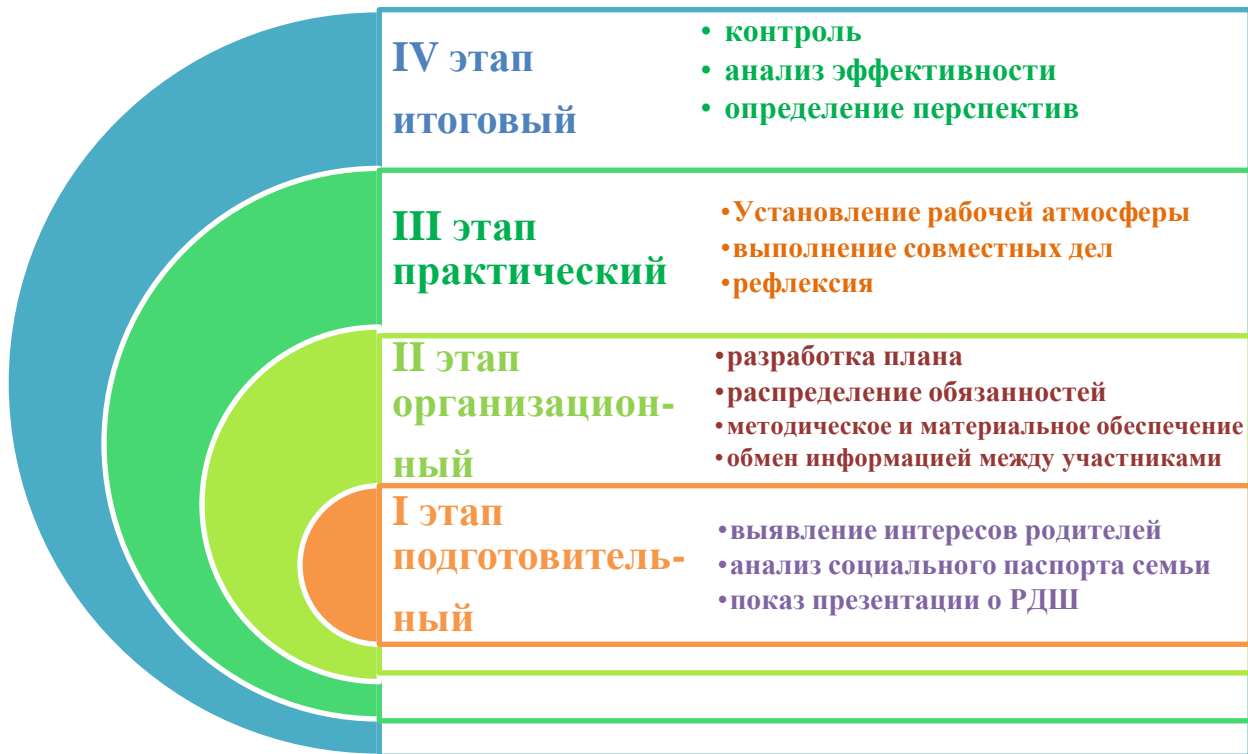 IV этап
итоговый
• контроль
• анализ эффективности
• определение перспектив
III этап
практический
•Установление рабочей атмосферы
•выполнение совместных дел
•рефлексия
II этап
организацион-
ный
•разработка плана
•распределение обязанностей
•методическое и материальное обеспечение
•обмен информацией между участниками
I этап
подготовитель-
ный
•выявление интересов родителей
•анализ социального паспорта семьи
•показ презентации о РДШ